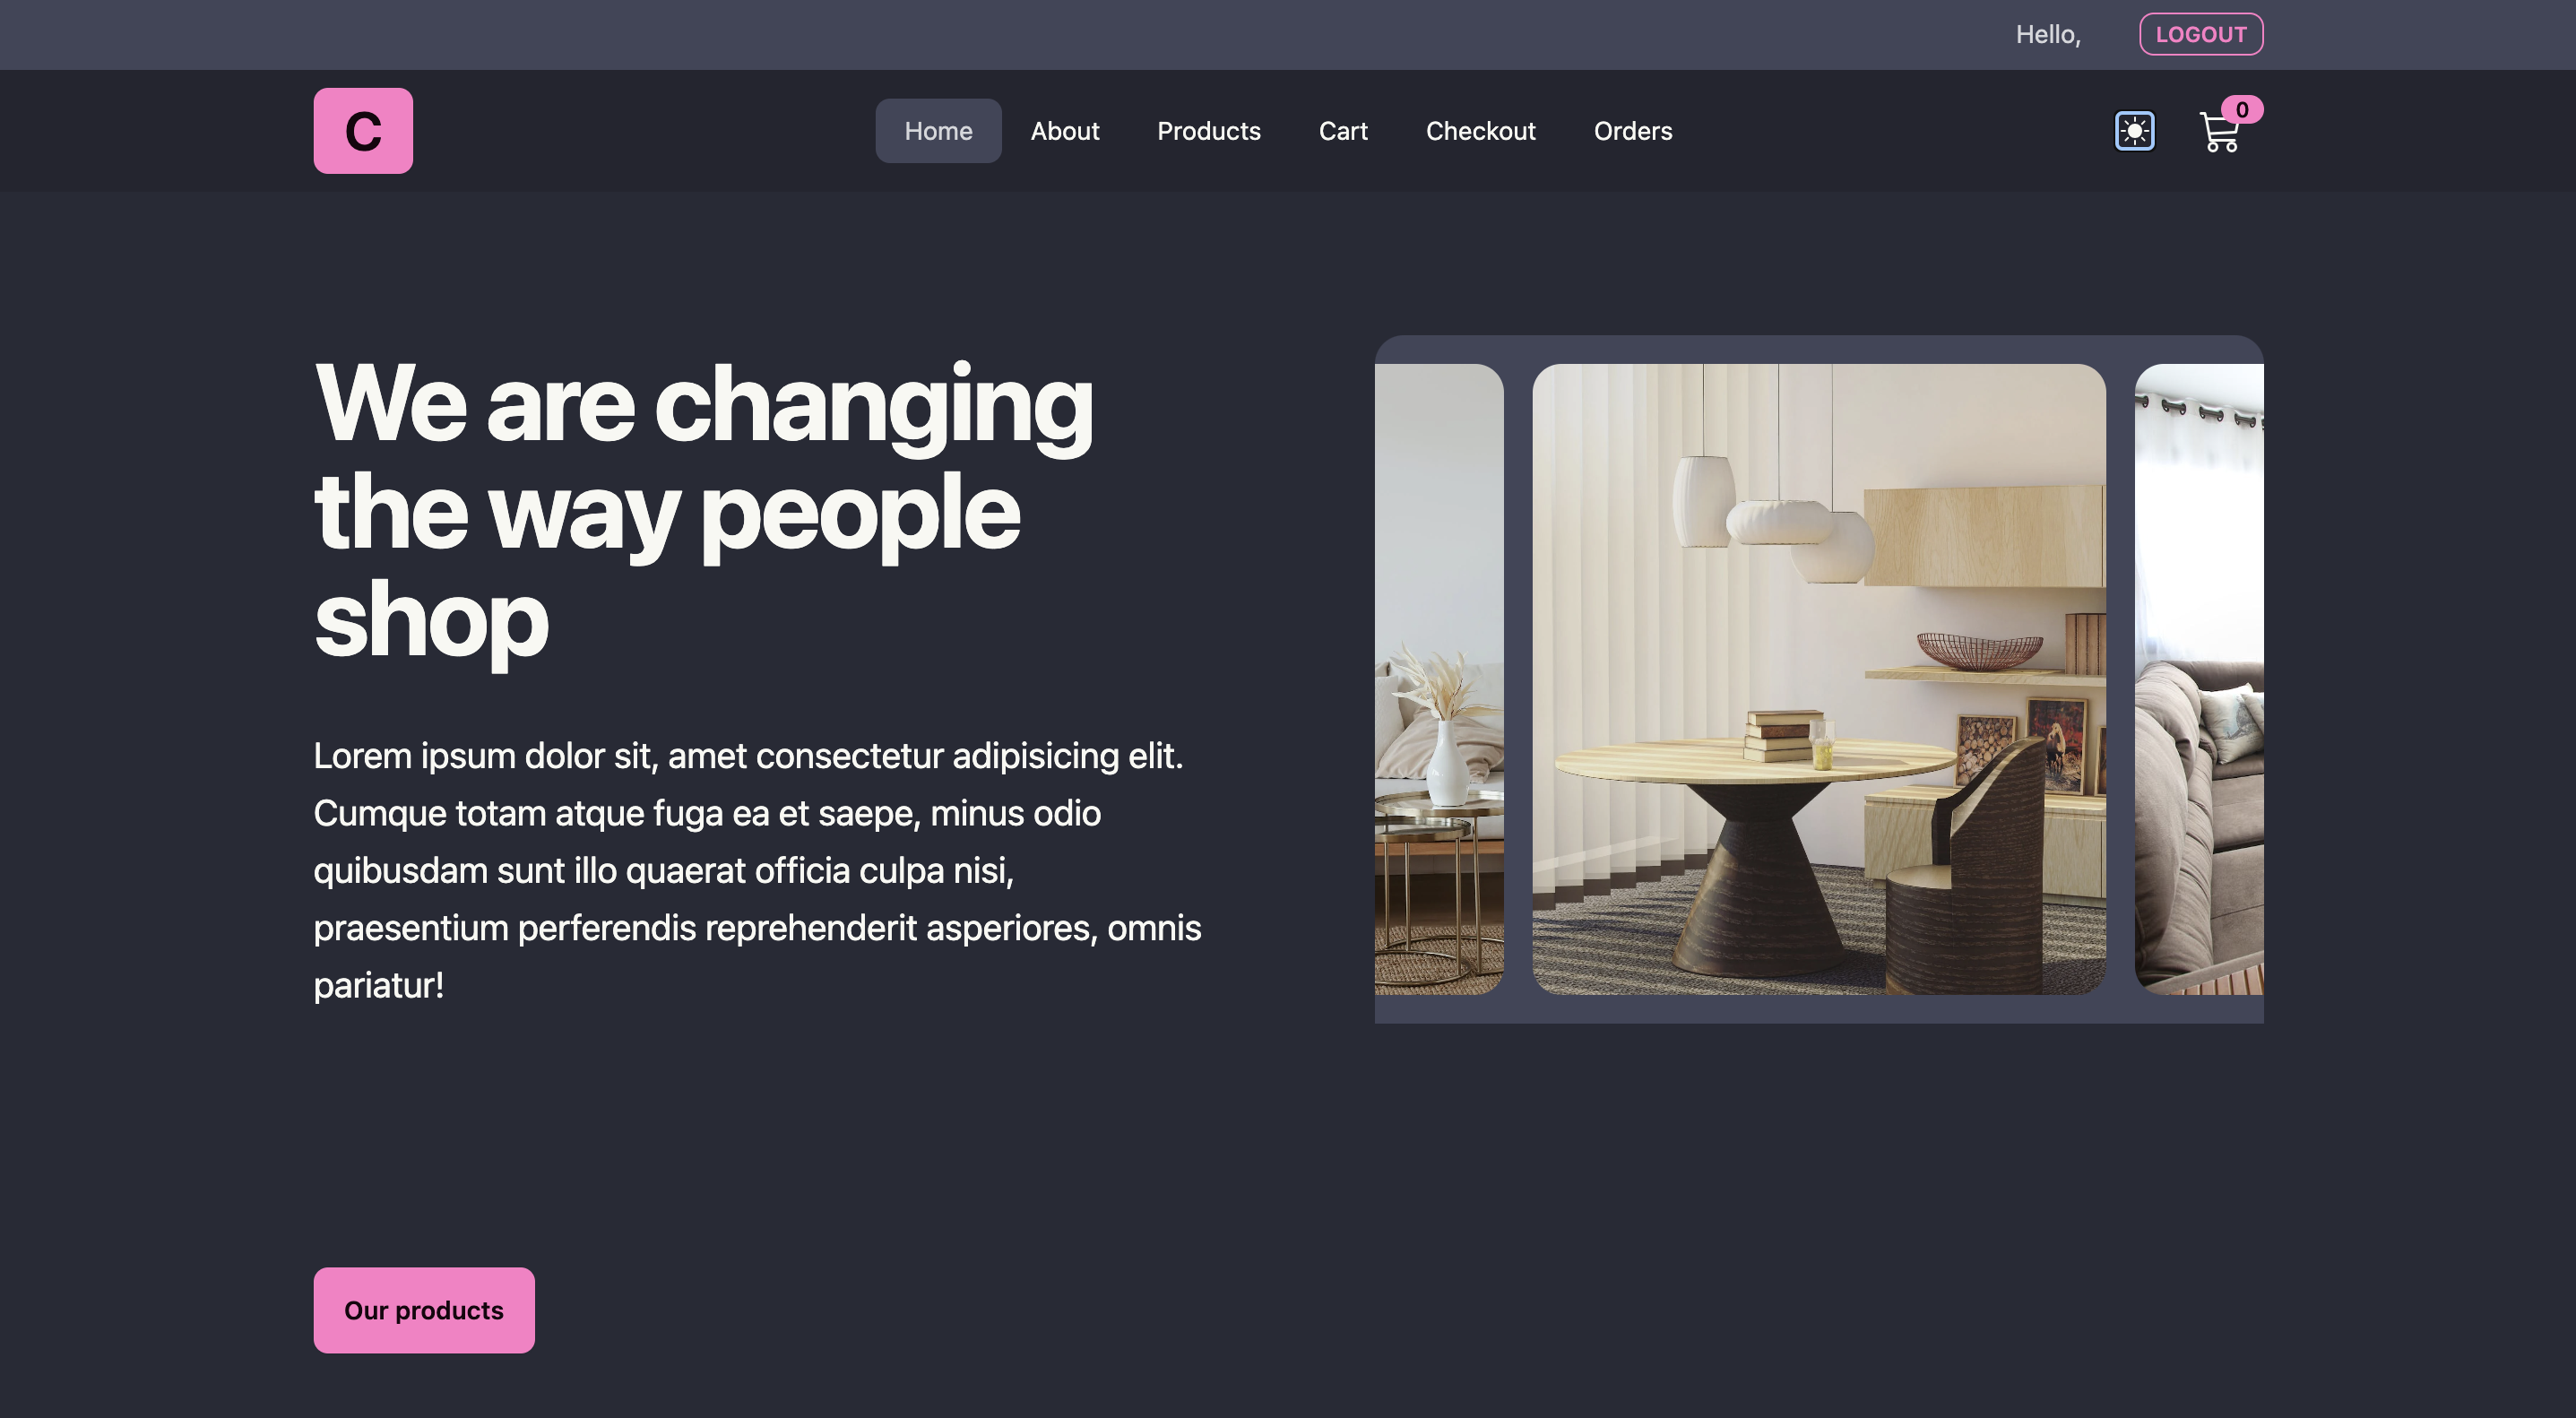 Hello,
LOGOUT
C
Home
About
Products
Cart
Checkout
Orders
0
We are changing
the way people
shop
Lorem ipsum dolor sit, amet consectetur adipisicing elit.
Cumque totam atque fuga ea et saepe, minus odio
quibusdam sunt illo quaerat officia culpa nisi,
praesentium perferendis reprehenderit asperiores, omnis
pariatur!
Our products